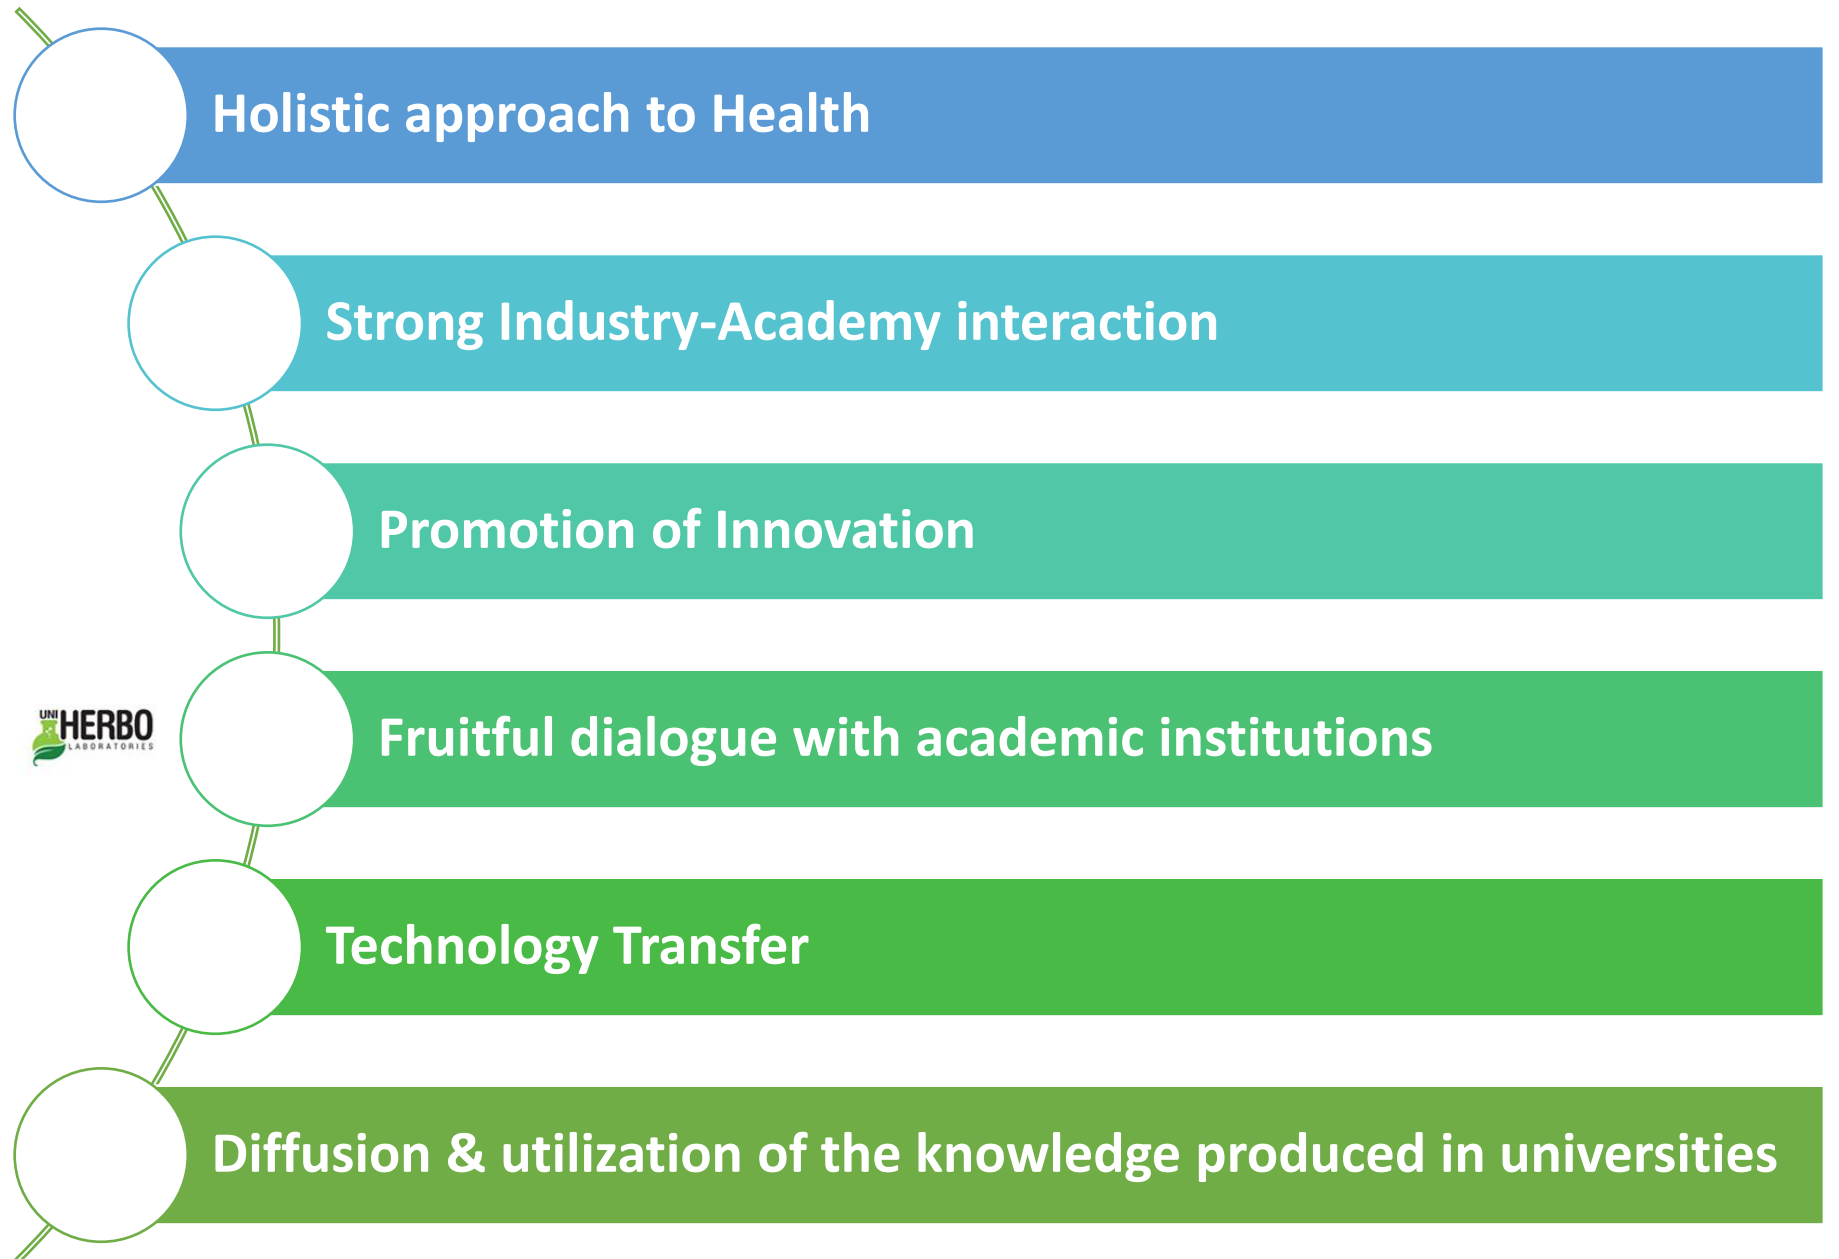 Holistic approach to Health
Strong Industry-Academy interaction
Promotion of Innovation
UNI HERBO
LABORATORIES
Fruitful dialogue with academic institutions
Technology Transfer
Diffusion & utilization of the knowledge produced in universities